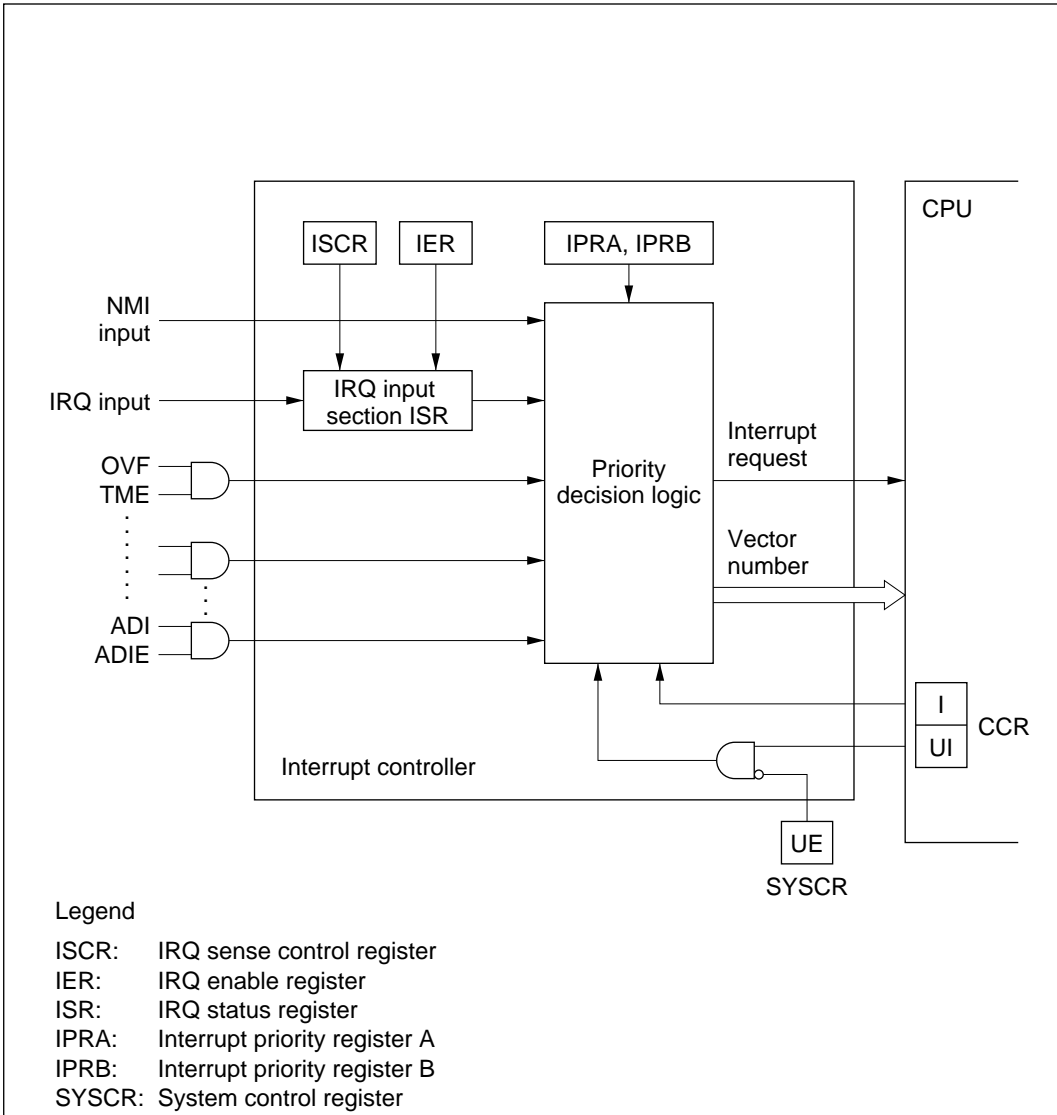 CPU
ISCR
IER
IPRA, IPRB
NMI
input
IRQ input
IRQ input
section ISR
OVF
TME
Priority
decision logic
Interrupt
request
Vector
number
ADI
ADIE
I
UI
CCR
Interrupt controller
UE
SYSCR
Legend
ISCR: IRQ sense control register
IER: IRQ enable register
ISR: IRQ status register
IPRA: Interrupt priority register A
IPRB: Interrupt priority register B
SYSCR: System control register